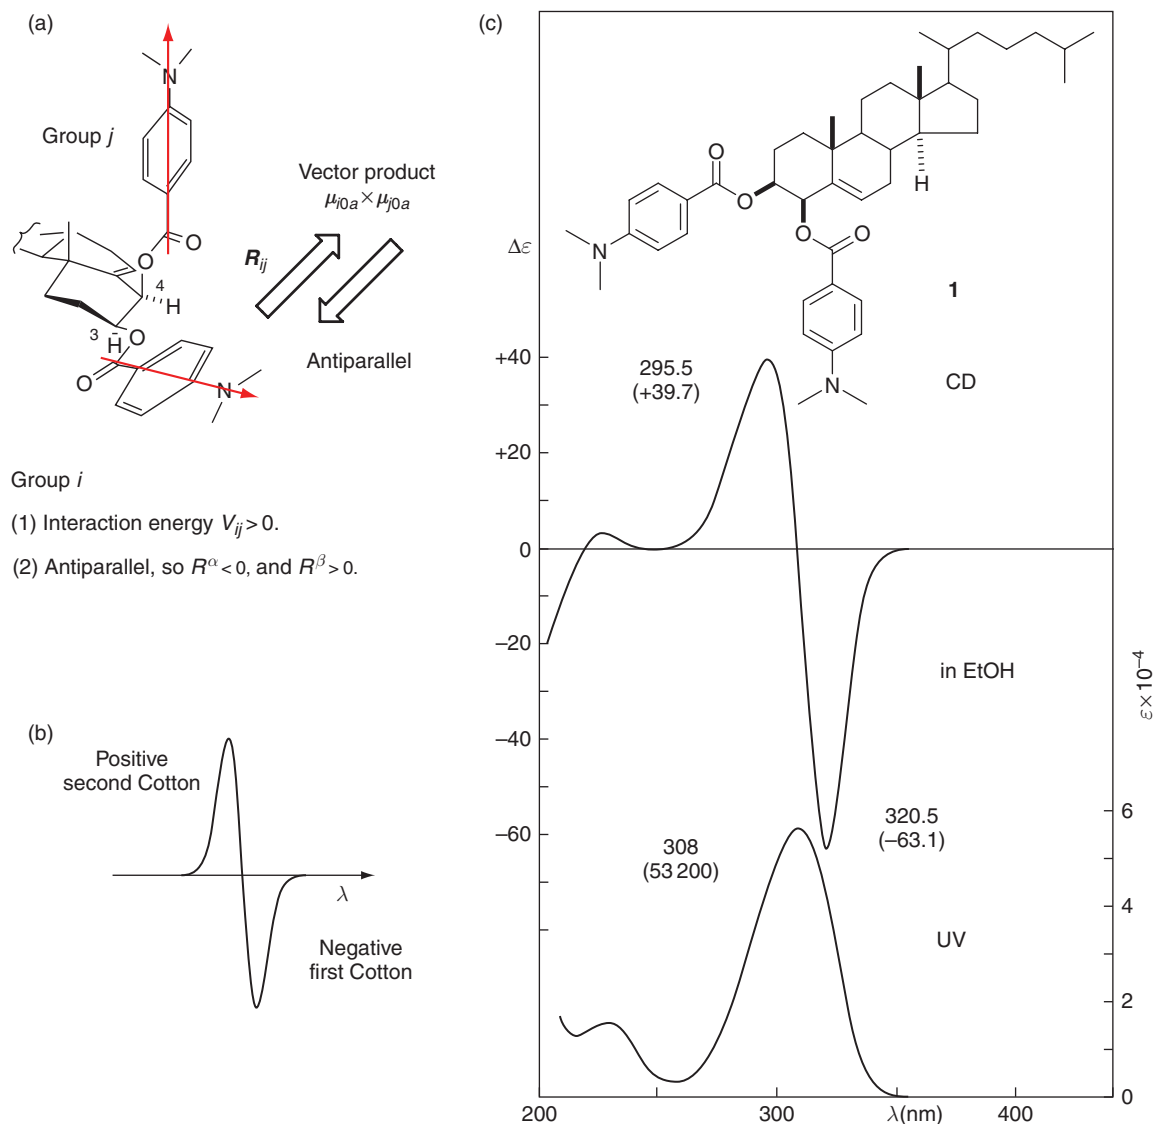 (a)
N
Group j
O
O
4
H
3
H
O
O
N
Vector product
μi0a × μj0a
Rij
Antiparallel
Group i
(1) Interaction energy Vij > 0.
(2) Antiparallel, so Rα < 0, and Rβ > 0.
(b)
Positive
second Cotton
λ
Negative
first Cotton
(c)
O
O
N
H
O
O
N
1
Δε
+40
+20
0
−20
−40
−60
295.5
(+39.7)
CD
in EtOH
320.5
(−63.1)
308
(53 200)
UV
ε×10−4
6
4
2
0
200
300
λ(nm)
400